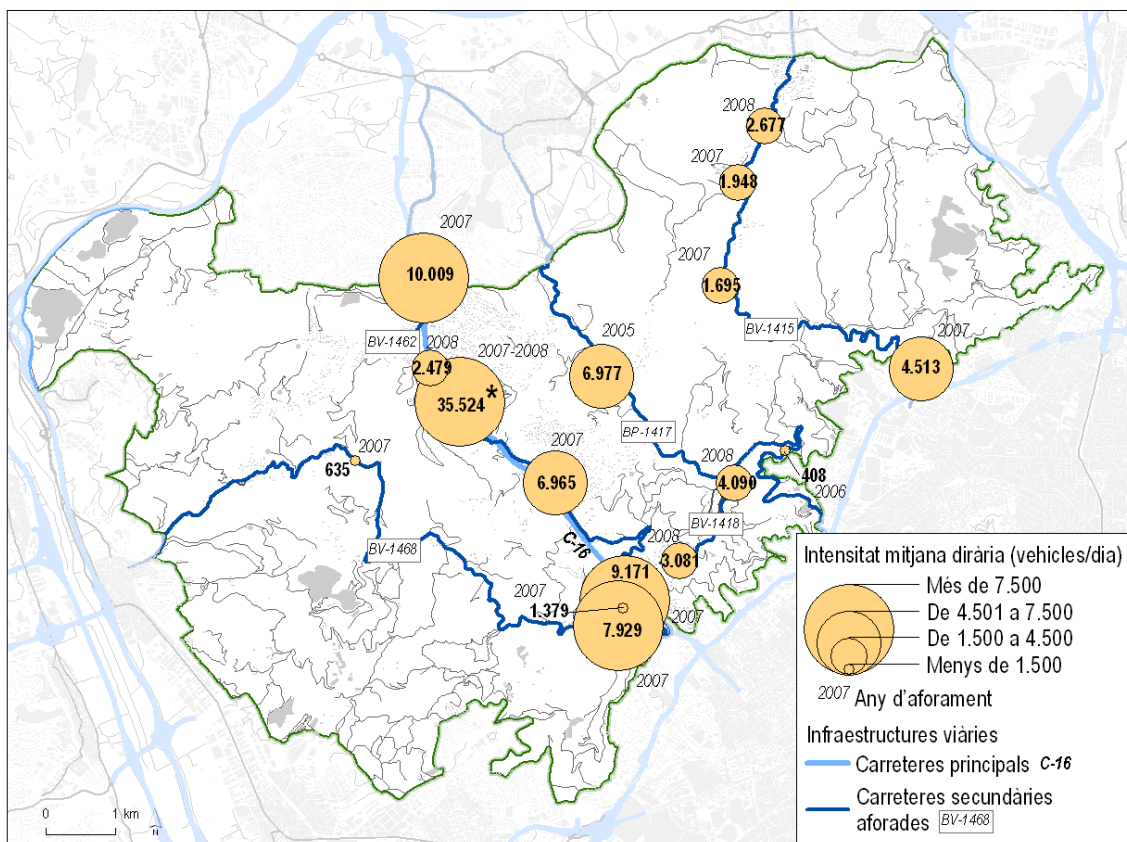 2008
2.677
2007
1.948
2007
10.009
2007
1.695
BV-1415
2005
2007
BV-1462
2008
2007-2008
2.479
6.977
4.513
35.524 *
BP-1417
2007
2007
2008
635
6.965
4.090
408
2006
BV-1418
C-16
2008
BV-1468
3.081
9.171
2007
1.379
2007
7.929
2007
Intensitat mitjana dirària (vehicles/dia)
Més de 7.500
De 4.501 a 7.500
De 1.500 a 4.500
Menys de 1.500
2007 Any d'aforament
Infraestructures viàries
Carreteres principals C-16
Carreteres secundàries
aforades BV-1468
0 1 km
N